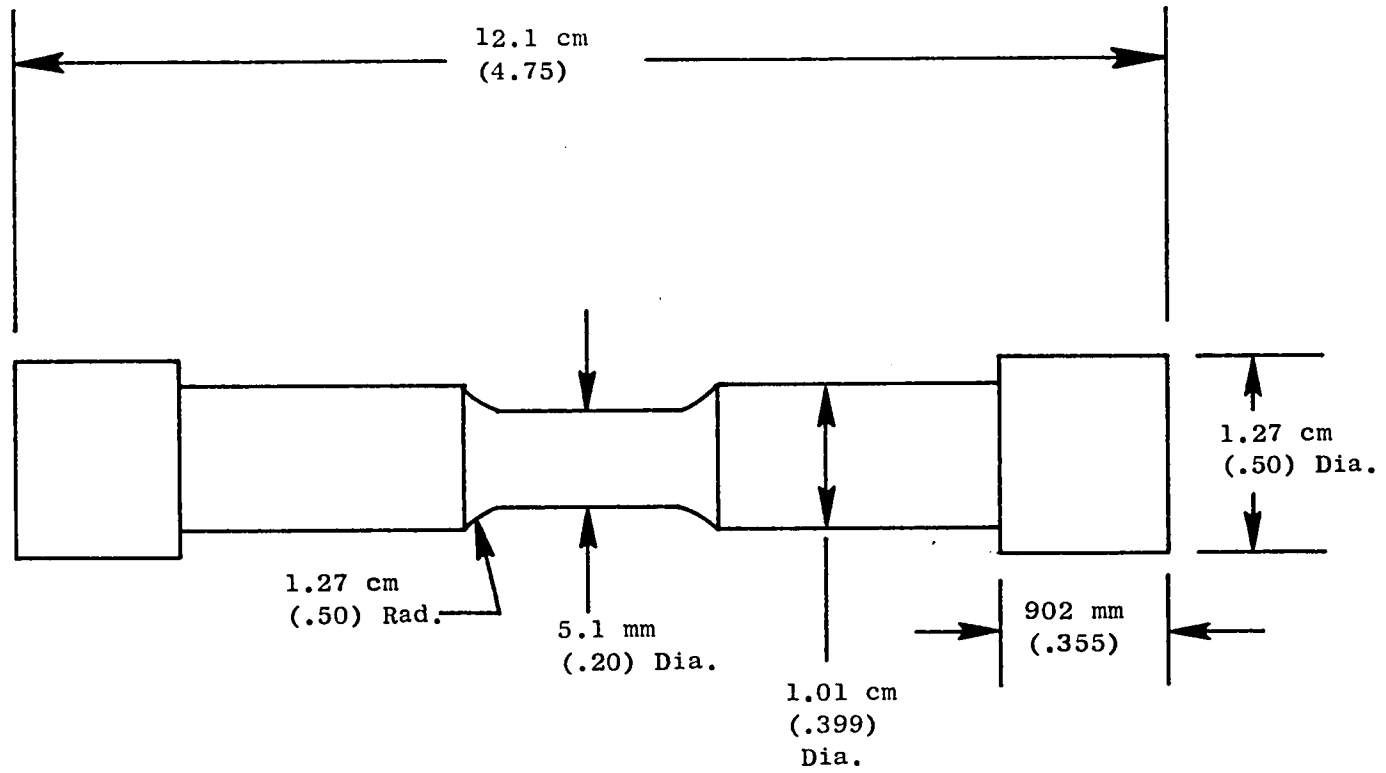 12.1 cm
(4.75)
1.27 cm
(.50) Dia.
1.27 cm
(.50) Rad.
5.1 mm
(.20) Dia.
902 mm
(.355)
1.01 cm
(.399)
Dia.